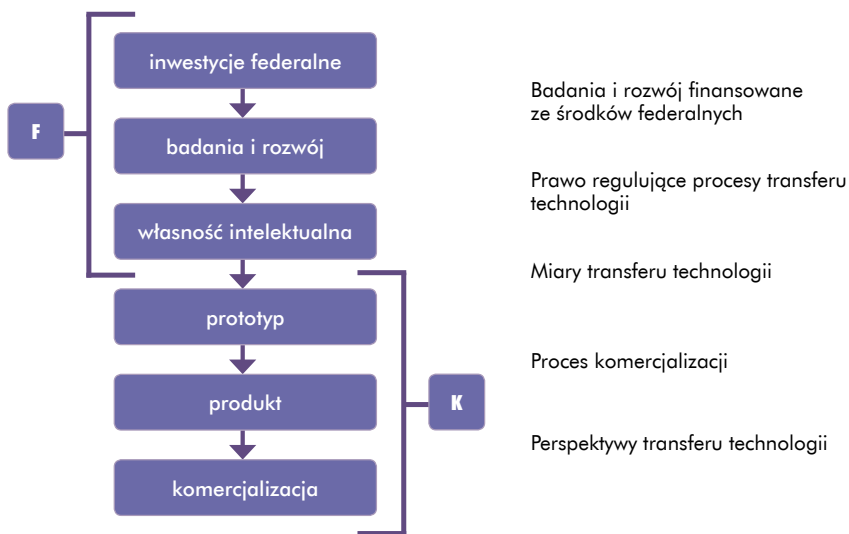 F
inwestycje federalne
badania i rozwój
własność intelektualna
prototyp
produkt
komercjalizacja
K
Badania i rozwój finansowane
ze środków federalnych
Prawo regulujące procesy transferu
technologii
Miary transferu technologii
Proces komercjalizacji
Perspektywy transferu technologii